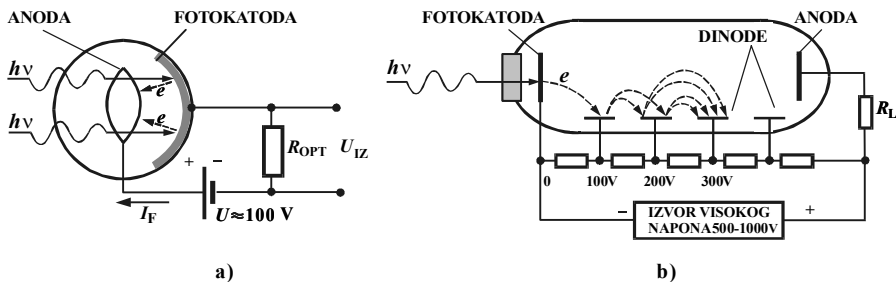 ANODA
FOTOKATODA
hν
e
hν
e
+
−
R_OPT
U_IZ
I_F
U≈100 V
a)
FOTOKATODA
ANODA
DINODE
hν
e
R_L
0
100V
200V
300V
−
IZVOR VISOKOG
NAPONA500-1000V
+
b)